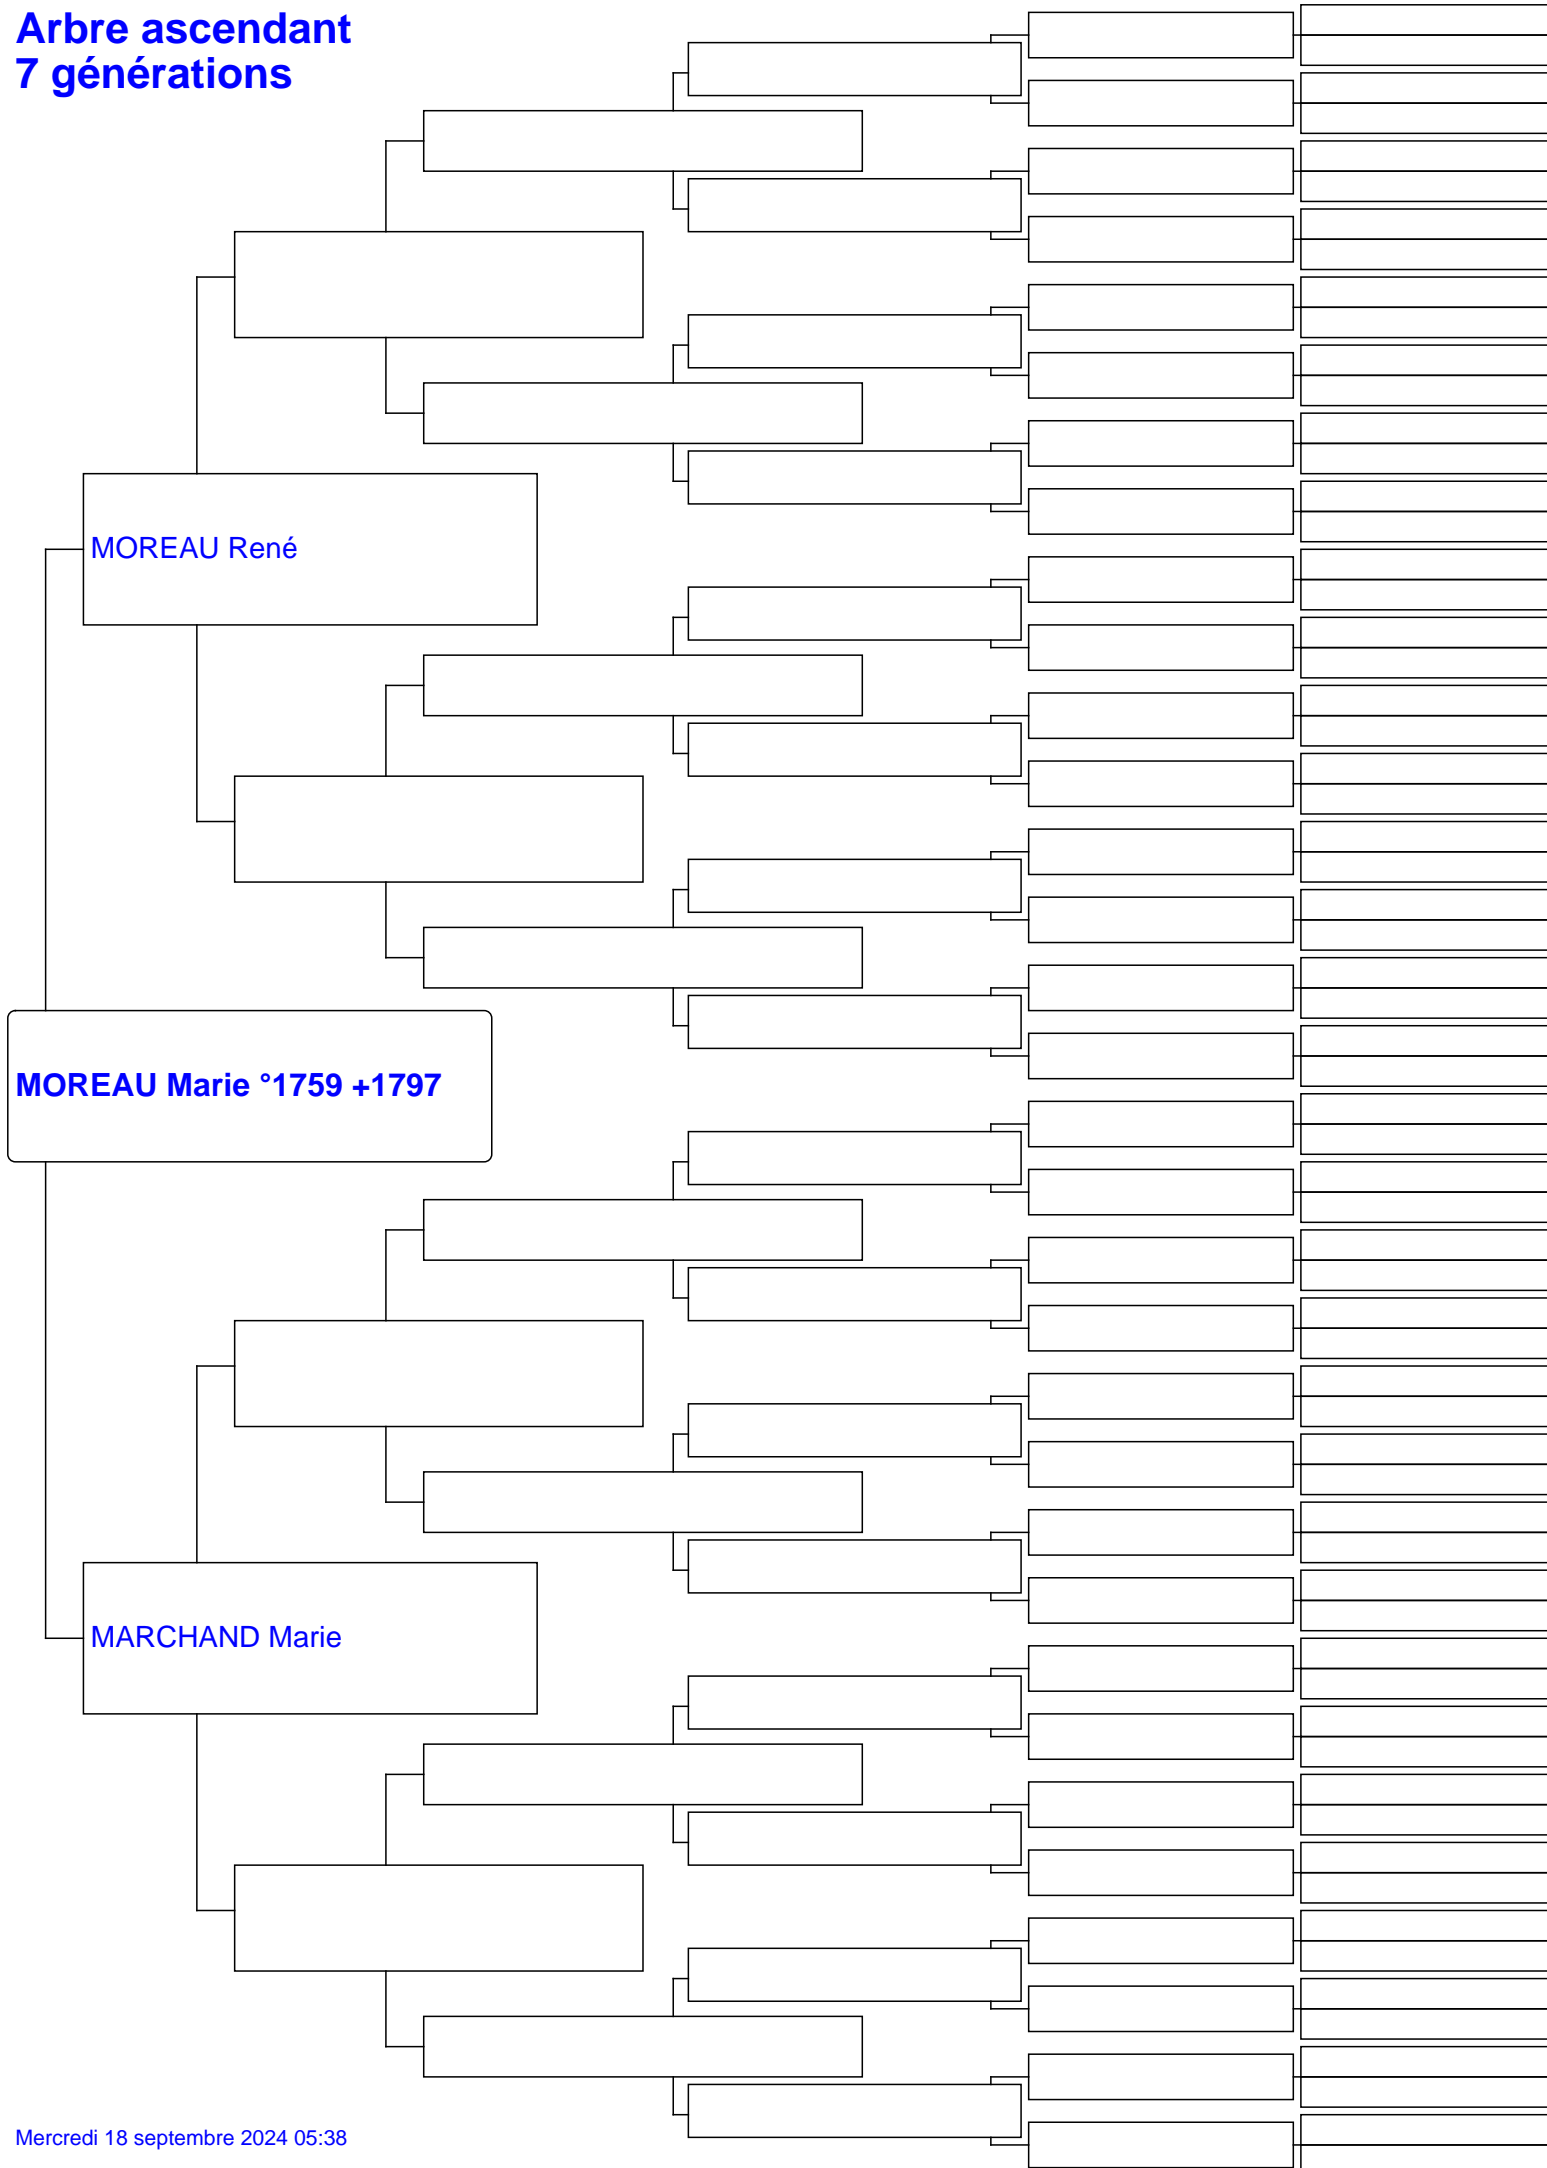 Arbre ascendant
7 générations
MOREAU René
MOREAU Marie °1759 +1797
MARCHAND Marie
Mercredi 18 septembre 2024 05:38